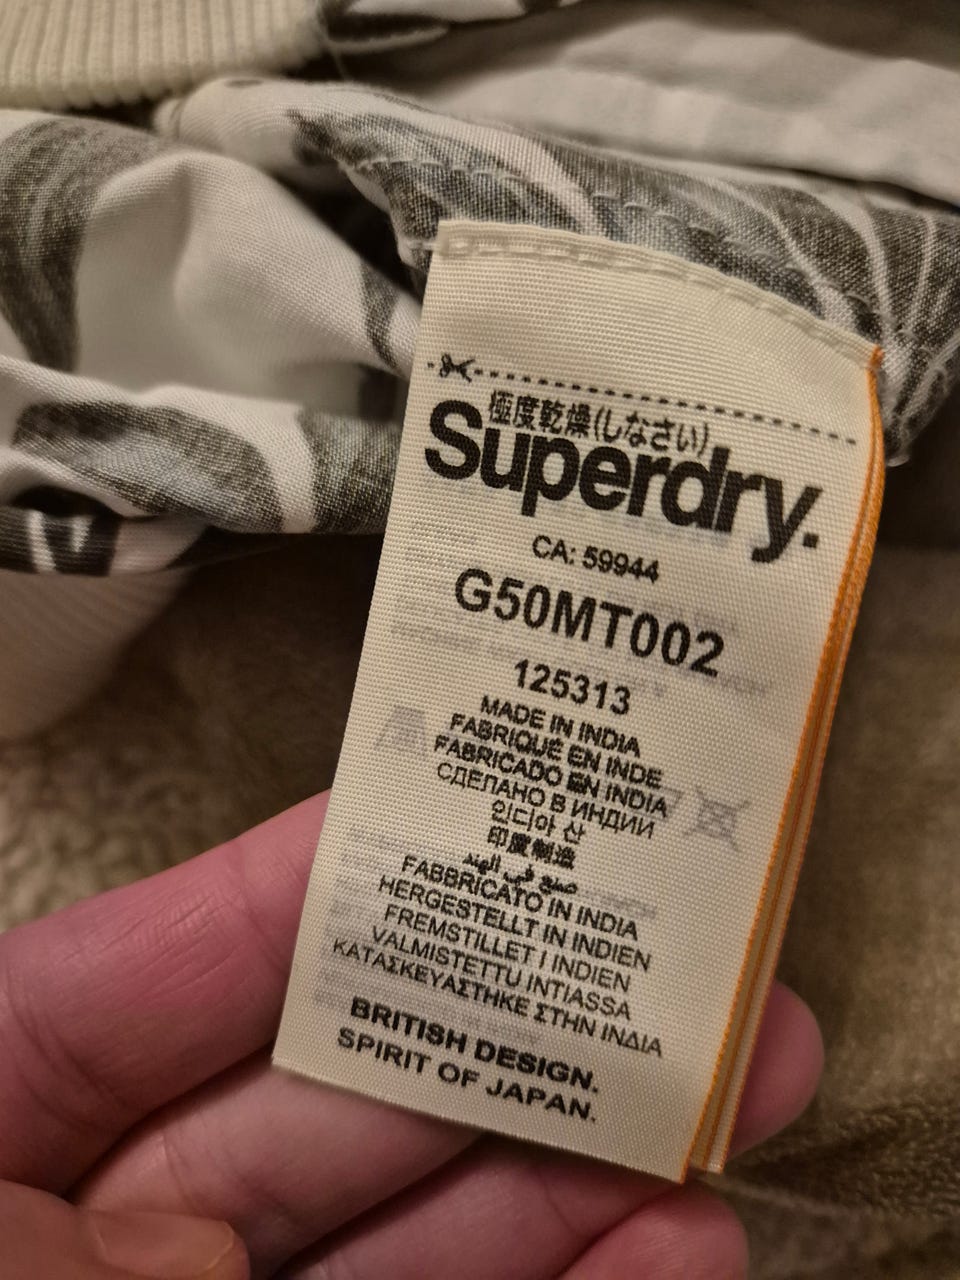 極度乾燥(しなさい)
Superdry.
CA: 59944
G50MT002
125313
MADE IN INDIA
FABRIQUÉ EN INDE
FABRICADO EN INDIA
СДЕЛАНО В ИНДИИ
인디아 산
印度制造
صنع في الهند
FABBRICATO IN INDIA
HERGESTELLT IN INDIEN
FREMSTILLET I INDIEN
VALMISTETTU INTIASSA
ΚΑΤΑΣΚΕΥΑΣΤΗΚΕ ΣΤΗΝ ΙΝΔΙΑ
BRITISH DESIGN.
SPIRIT OF JAPAN.